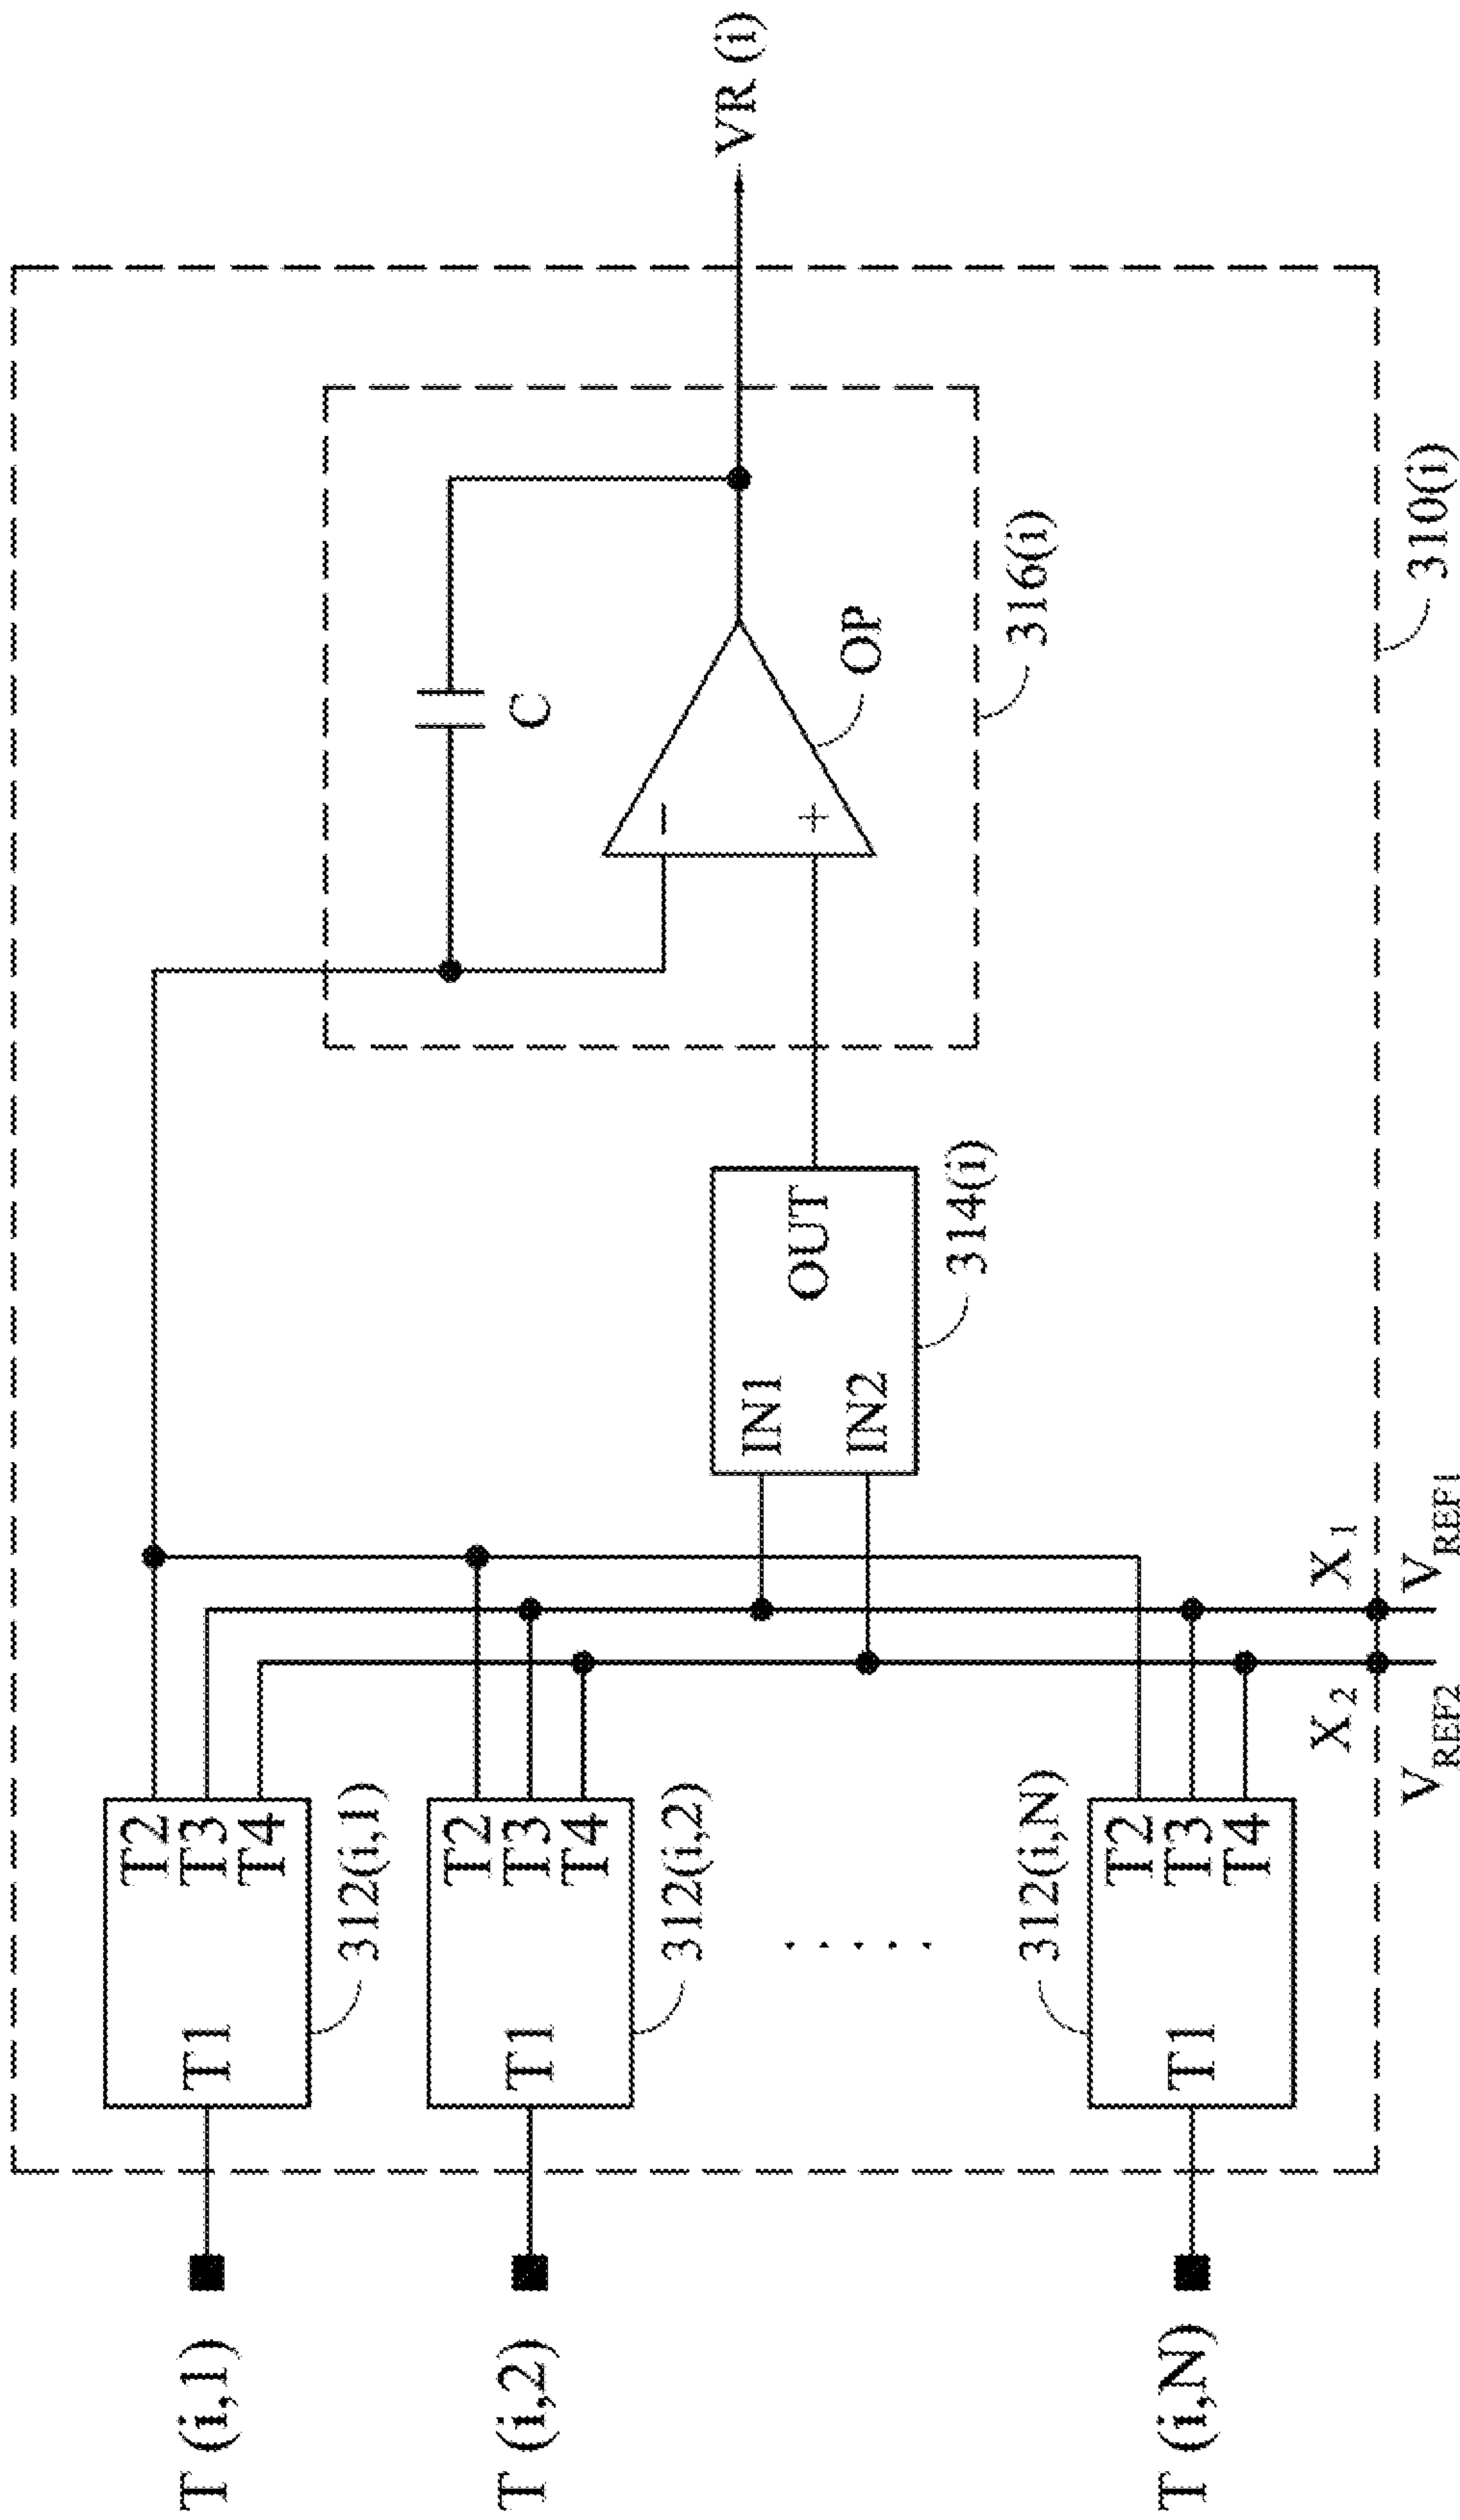 T (i,1)
T1
T2
T3
T4
312(i,1)
T (i,2)
T1
T2
T3
T4
312(i,2)
. . . . .
T (i,N)
T1
T2
T3
T4
312(i,N)
X2
X1
VREF2
VREF1
IN1
IN2
OUT
314(i)
C
−
+
OP
316(i)
310(i)
VR (i)